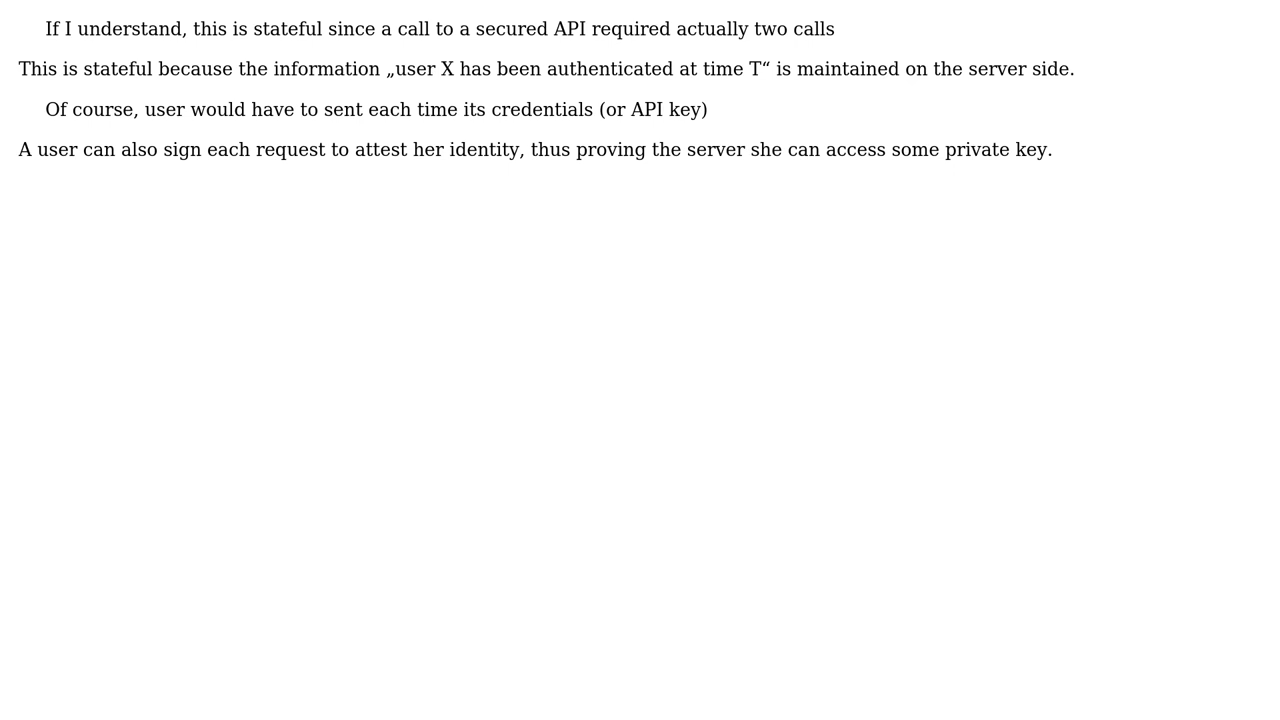 If I understand, this is stateful since a call to a secured API required actually two calls
This is stateful because the information „user X has been authenticated at time T“ is maintained on the server side.
Of course, user would have to sent each time its credentials (or API key)
A user can also sign each request to attest her identity, thus proving the server she can access some private key.